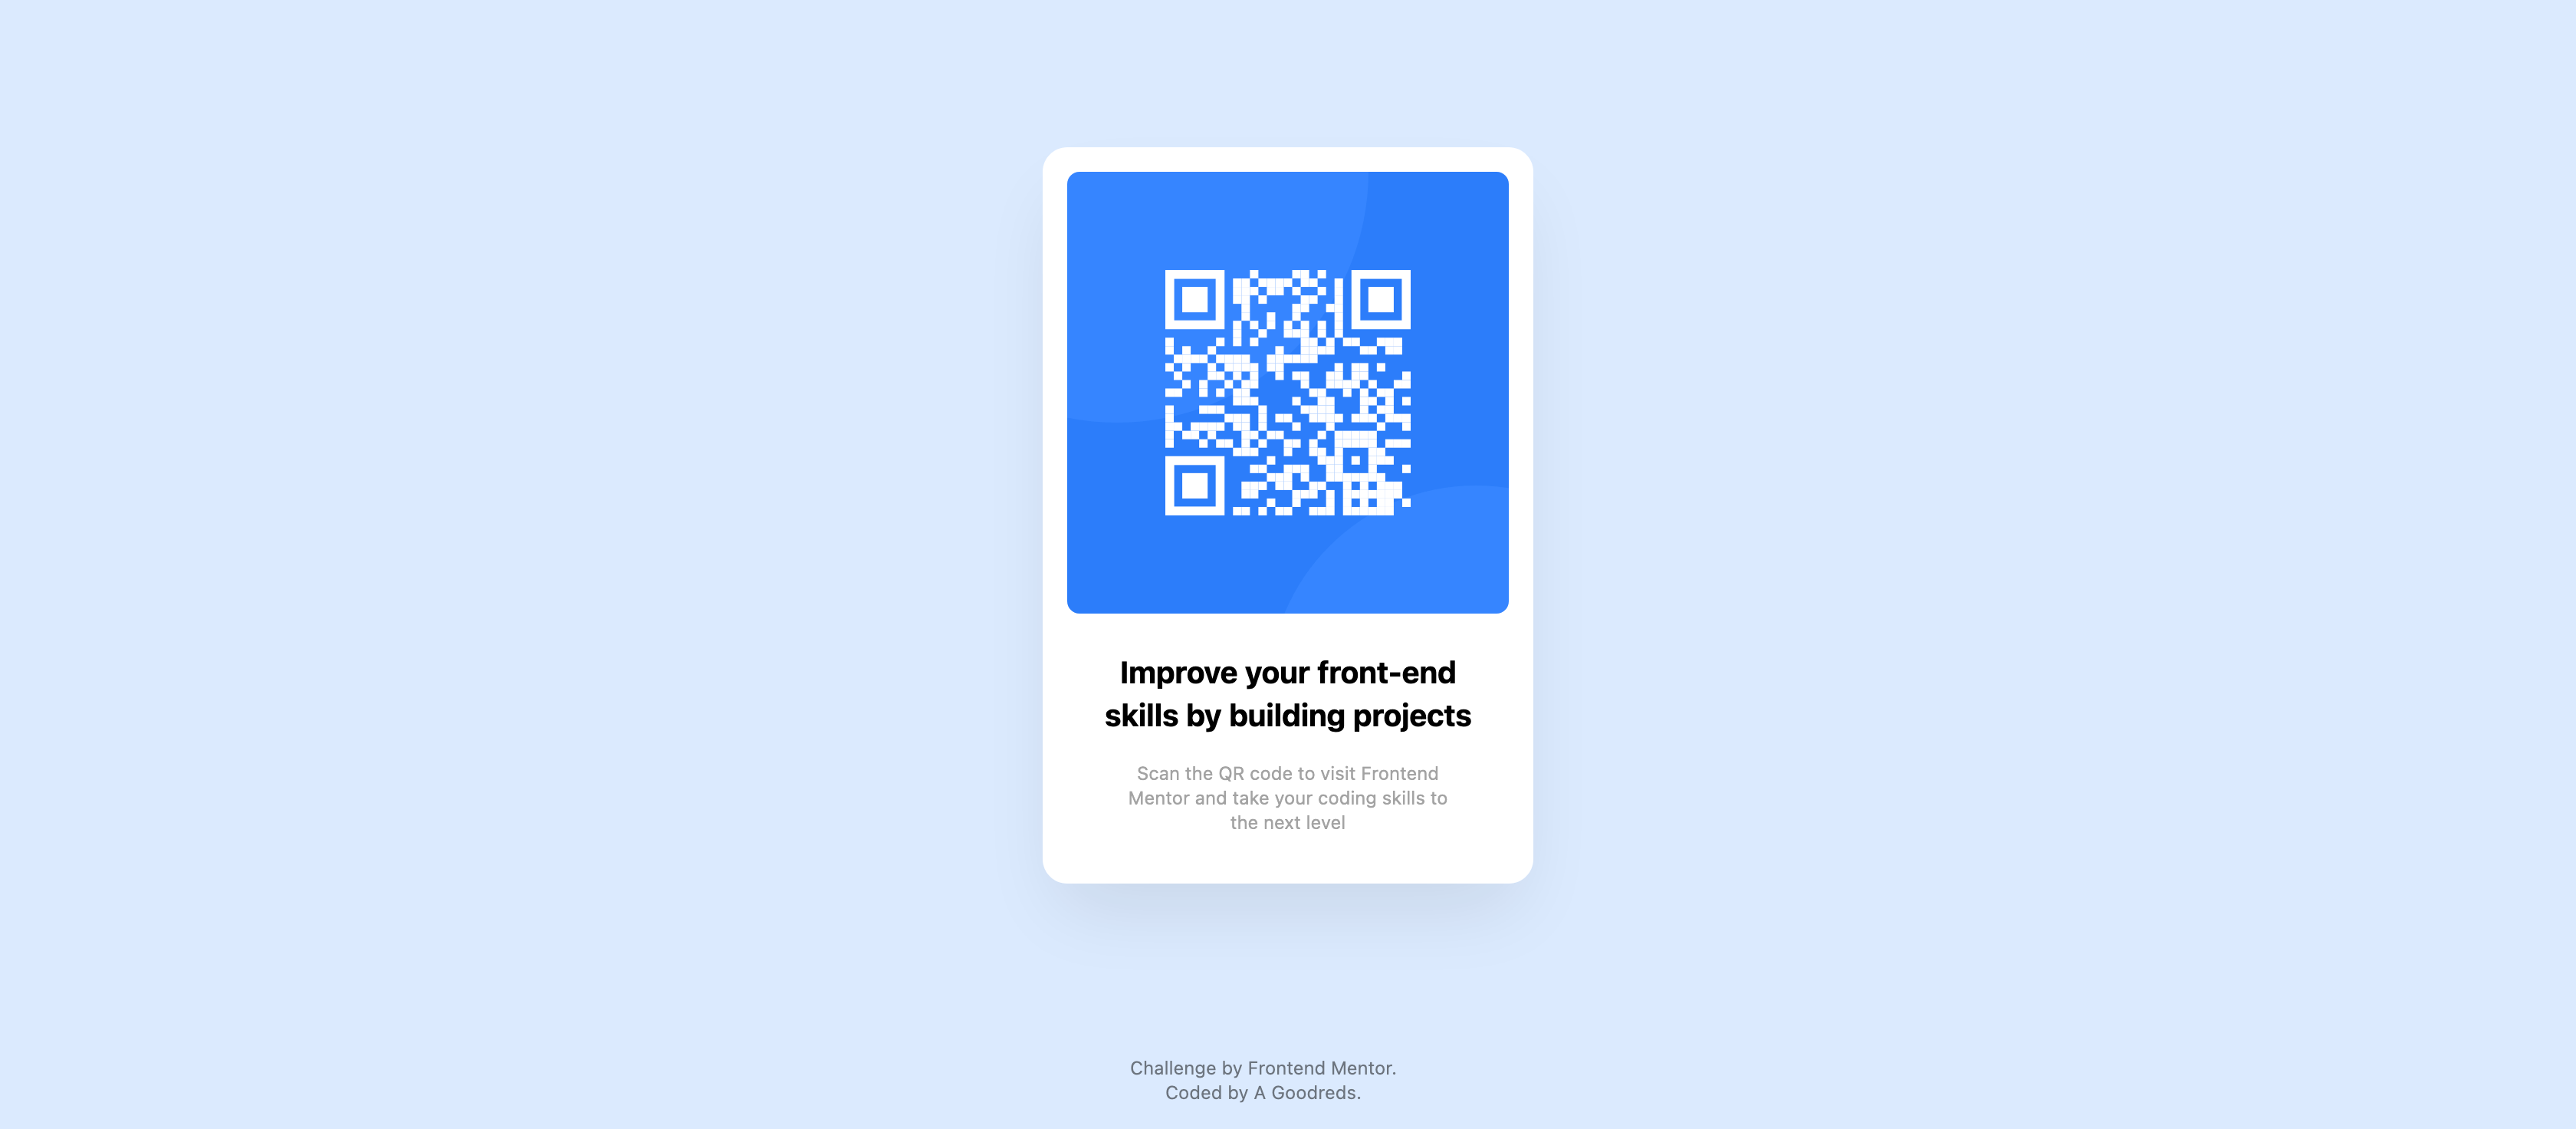 Improve your front-end
skills by building projects
Scan the QR code to visit Frontend
Mentor and take your coding skills to
the next level
Challenge by Frontend Mentor.
Coded by A Goodreds.